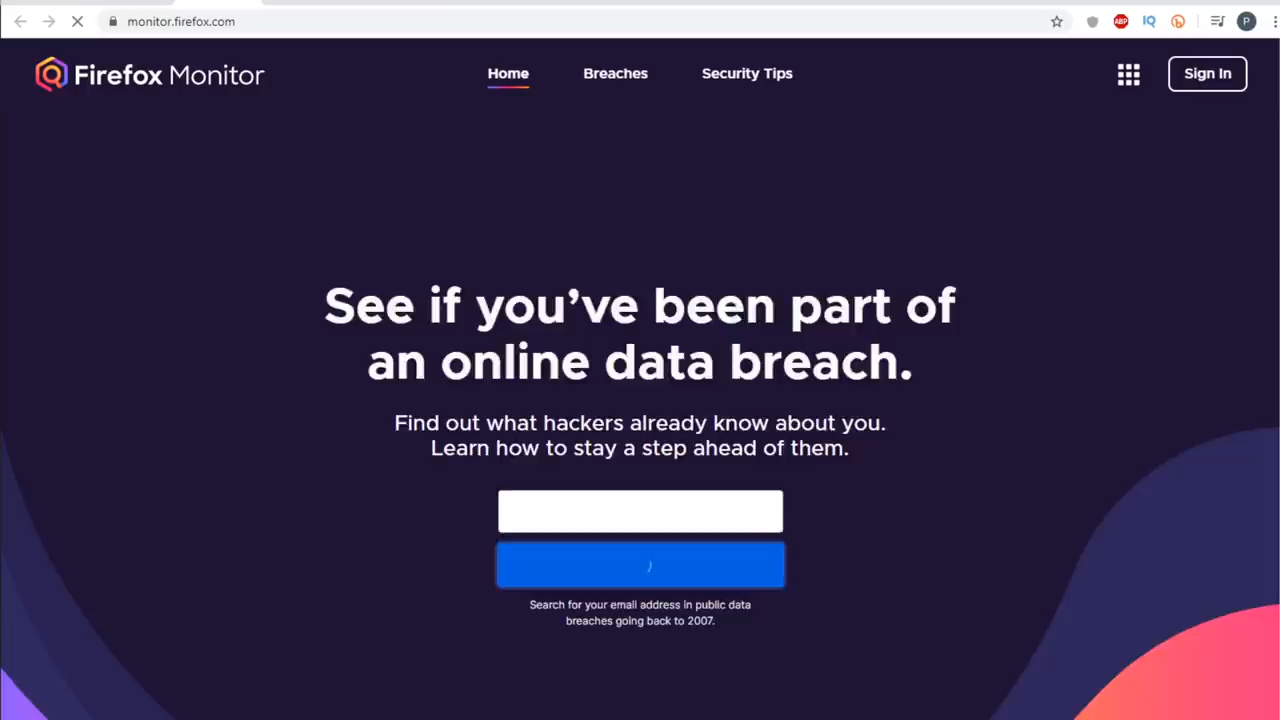 monitor.firefox.com
ABP
IQ
P
Firefox Monitor
Home
Breaches
Security Tips
Sign In
See if you’ve been part of
an online data breach.
Find out what hackers already know about you.
Learn how to stay a step ahead of them.
Search for your email address in public data
breaches going back to 2007.